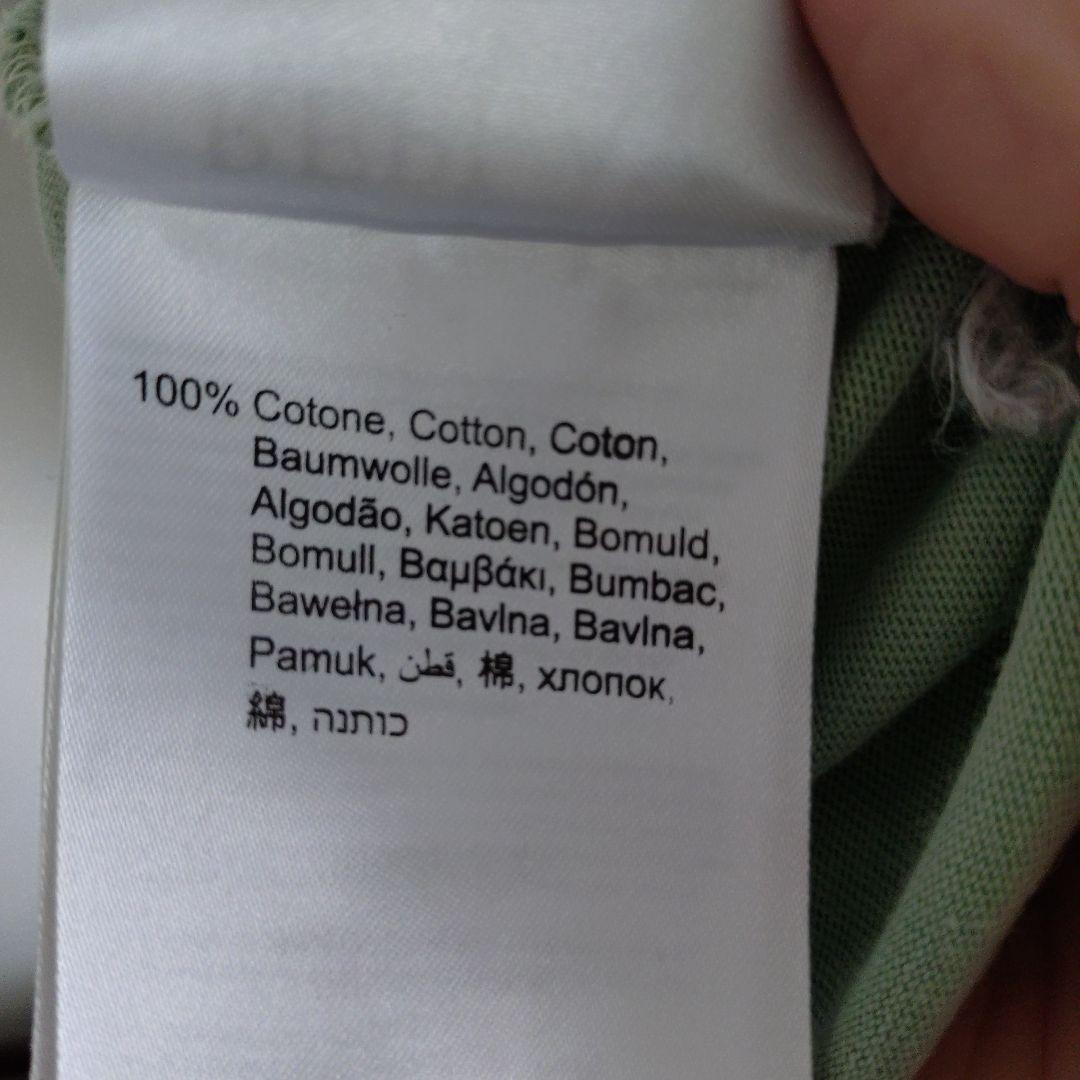 100% Cotone, Cotton, Coton,
Baumwolle, Algodón,
Algodão, Katoen, Bomuld,
Bomull, Βαμβάκι, Bumbac,
Bawełna, Bavlna, Bavlna,
Pamuk, قطن, 棉, хлопок,
綿, כותנה